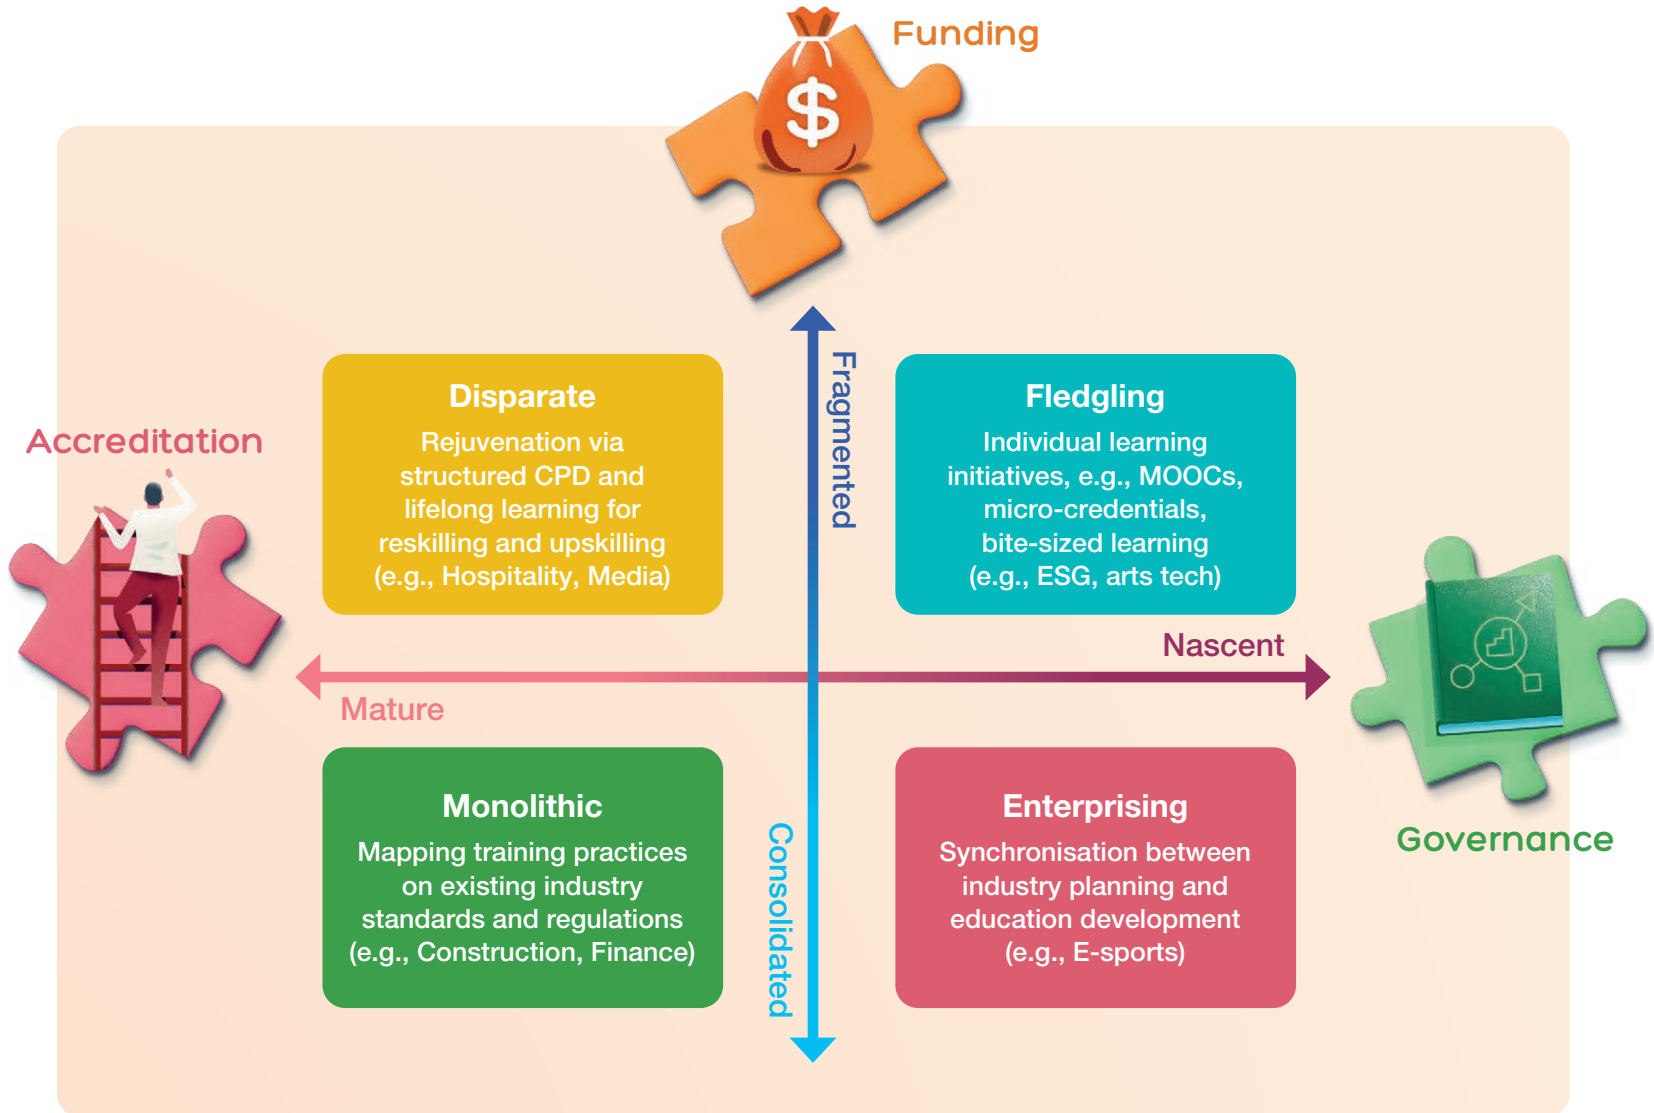 Funding
$
Accreditation
Disparate
Rejuvenation via
structured CPD and
lifelong learning for
reskilling and upskilling
(e.g., Hospitality, Media)
Fragmented
Fledgling
Individual learning
initiatives, e.g., MOOCs,
micro-credentials,
bite-sized learning
(e.g., ESG, arts tech)
Nascent
Mature
Monolithic
Mapping training practices
on existing industry
standards and regulations
(e.g., Construction, Finance)
Consolidated
Enterprising
Synchronisation between
industry planning and
education development
(e.g., E-sports)
Governance